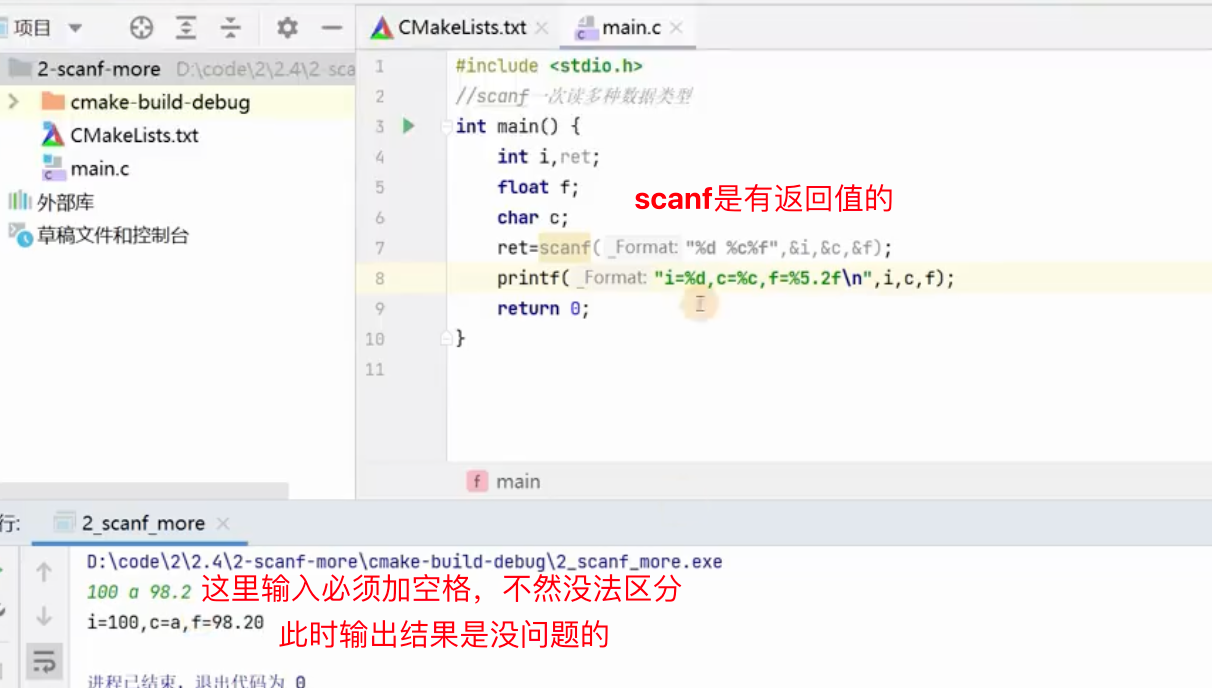 项目
CMakeLists.txt
main.c
2-scanf-more D:\code\2\2.4\2-sca
cmake-build-debug
CMakeLists.txt
main.c
外部库
草稿文件和控制台
1 #include <stdio.h>
2 //scanf一次读多种数据类型
3 int main() {
4 int i,ret;
5 float f;
6 char c;
scanf是有返回值的
7 ret=scanf( _Format: "%d %c%f",&i,&c,&f);
8 printf( _Format: "i=%d,c=%c,f=%5.2f\n",i,c,f);
9 return 0;
10 }
11
f main
行: 2_scanf_more
D:\code\2\2.4\2-scanf-more\cmake-build-debug\2_scanf_more.exe
100 a 98.2 这里输入必须加空格，不然没法区分
i=100,c=a,f=98.20
此时输出结果是没问题的
进程已结束，退出代码为 0